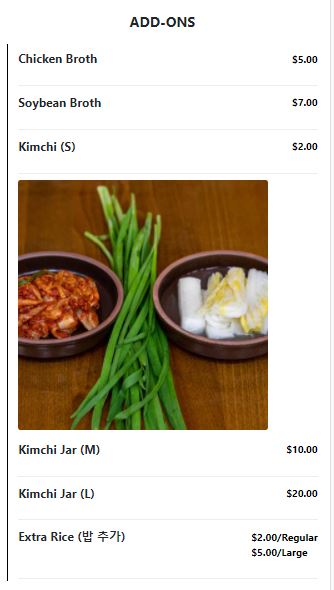 ADD-ONS
Chicken Broth $5.00
Soybean Broth $7.00
Kimchi (S) $2.00
Kimchi Jar (M) $10.00
Kimchi Jar (L) $20.00
Extra Rice (밥 추가) $2.00/Regular
$5.00/Large